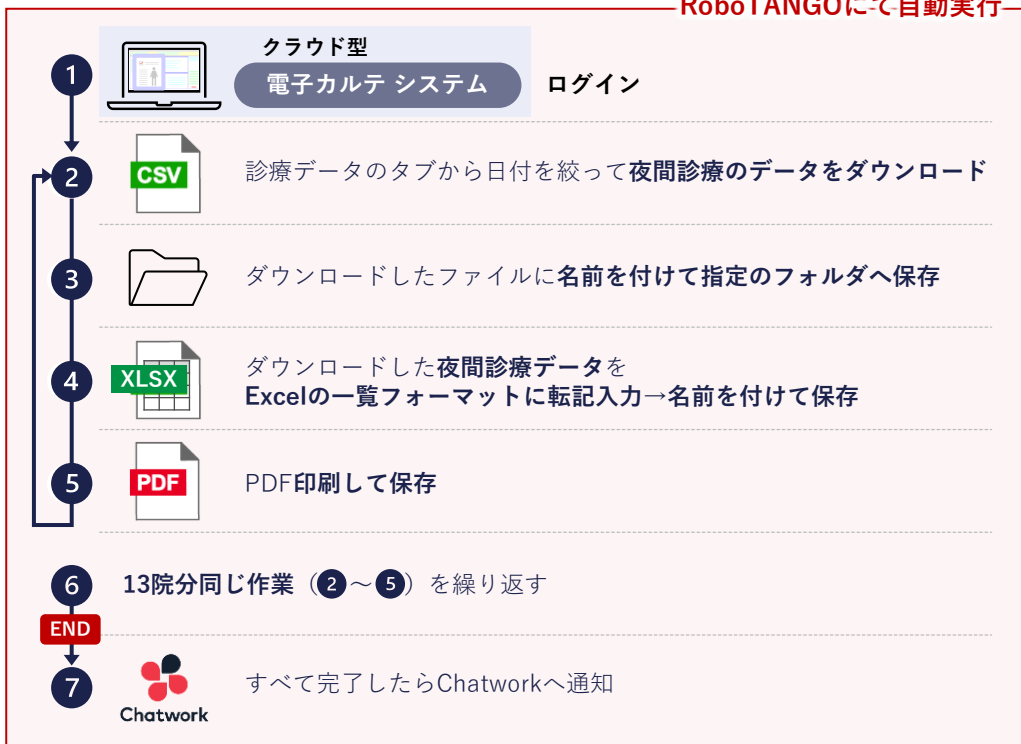 RoboTANGOにて自動実行
1
クラウド型
電子カルテ システム
ログイン
2
CSV
診療データのタブから日付を絞って夜間診療のデータをダウンロード
3
ダウンロードしたファイルに名前を付けて指定のフォルダへ保存
4
XLSX
ダウンロードした夜間診療データを
Excelの一覧フォーマットに転記入力→名前を付けて保存
5
PDF
PDF印刷して保存
6
13院分同じ作業（2～5）を繰り返す
END
7
Chatwork
すべて完了したらChatworkへ通知